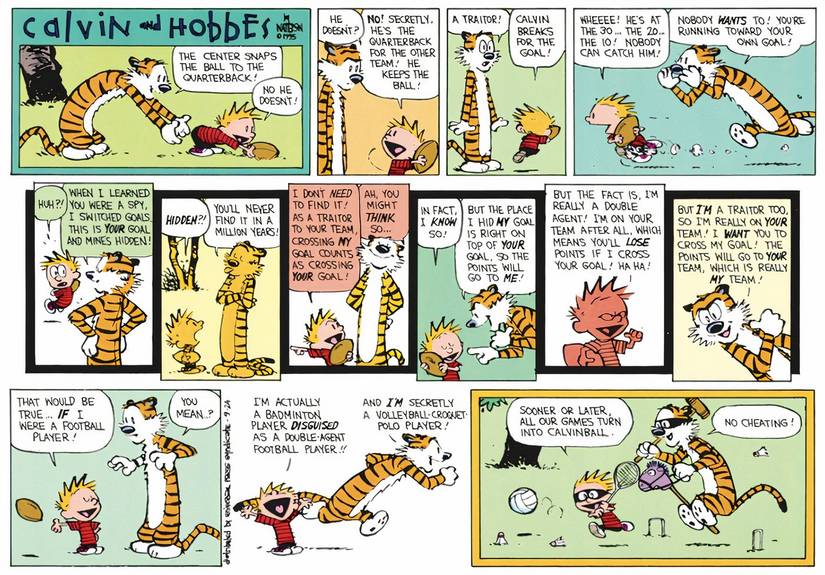 calvin and HobbEs
by
WATTERSON
©1995
THE CENTER SNAPS
THE BALL TO THE
QUARTERBACK!
NO HE
DOESN'T!
HE
DOESN'T?
NO! SECRETLY,
HE'S THE
QUARTERBACK
FOR THE OTHER
TEAM! HE
KEEPS THE
BALL!
A TRAITOR!
CALVIN
BREAKS
FOR THE
GOAL!
WHEEEE! HE'S AT
THE 30... THE 20...
THE 10! NOBODY
CAN CATCH HIM!
NOBODY WANTS TO! YOU'RE
RUNNING TOWARD YOUR
OWN GOAL!
HUH?!
WHEN I LEARNED
YOU WERE A SPY,
I SWITCHED GOALS.
THIS IS YOUR GOAL
AND MINES HIDDEN!
HIDDEN?!
YOU'LL NEVER
FIND IT IN A
MILLION YEARS!
I DON'T NEED
TO FIND IT!
AS A TRAITOR
TO YOUR TEAM,
CROSSING MY
GOAL COUNTS
AS CROSSING
YOUR GOAL!
AH, YOU
MIGHT
THINK
SO...
IN FACT,
I KNOW
SO!
BUT THE PLACE
I HID MY GOAL
IS RIGHT ON
TOP OF YOUR
GOAL, SO THE
POINTS WILL
GO TO ME!
BUT THE FACT IS, I'M
REALLY A DOUBLE
AGENT! I'M ON YOUR
TEAM AFTER ALL, WHICH
MEANS YOU'LL LOSE
POINTS IF I CROSS
YOUR GOAL! HA HA!
BUT I'M A TRAITOR TOO,
SO I'M REALLY ON YOUR
TEAM! I WANT YOU TO
CROSS MY GOAL! THE
POINTS WILL GO TO YOUR
TEAM, WHICH IS REALLY
MY TEAM!
THAT WOULD BE
TRUE... IF I
WERE A FOOTBALL
PLAYER!
YOU
MEAN..?
distributed by Universal Press Syndicate
I'M ACTUALLY
A BADMINTON
PLAYER DISGUISED
AS A DOUBLE-AGENT
FOOTBALL PLAYER!!
AND I'M SECRETLY
A VOLLEYBALL-CROQUET-
POLO PLAYER!
SOONER OR LATER,
ALL OUR GAMES TURN
INTO CALVINBALL.
NO CHEATING!